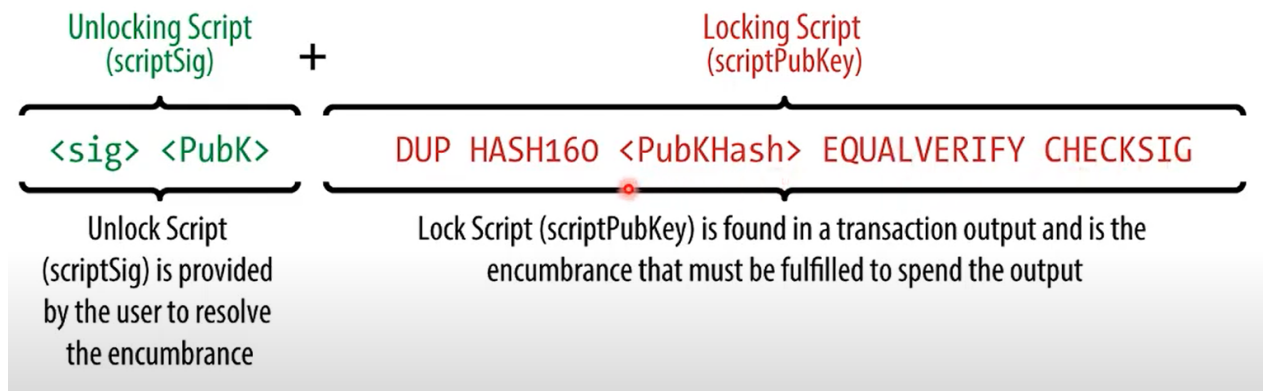 Unlocking Script
(scriptSig)
+
Locking Script
(scriptPubKey)
<sig> <PubK>
DUP HASH160 <PubKHash> EQUALVERIFY CHECKSIG
Unlock Script
(scriptSig) is provided
by the user to resolve
the encumbrance
Lock Script (scriptPubKey) is found in a transaction output and is the
encumbrance that must be fulfilled to spend the output